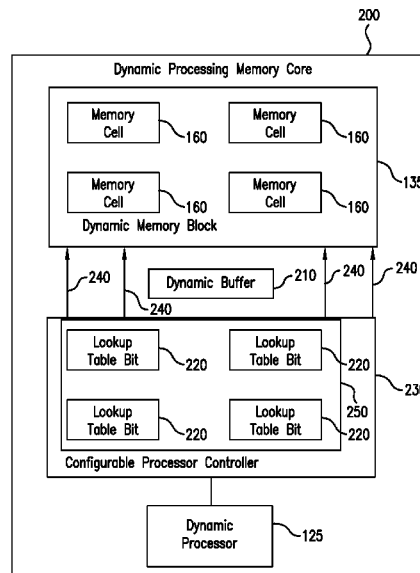 200
Dynamic Processing Memory Core
Memory Cell
160
Memory Cell
160
135
Memory Cell
160
Memory Cell
160
Dynamic Memory Block
240
240
Dynamic Buffer
210
240
240
Lookup Table Bit
220
Lookup Table Bit
220
230
250
Lookup Table Bit
220
Lookup Table Bit
220
Configurable Processor Controller
Dynamic Processor
125